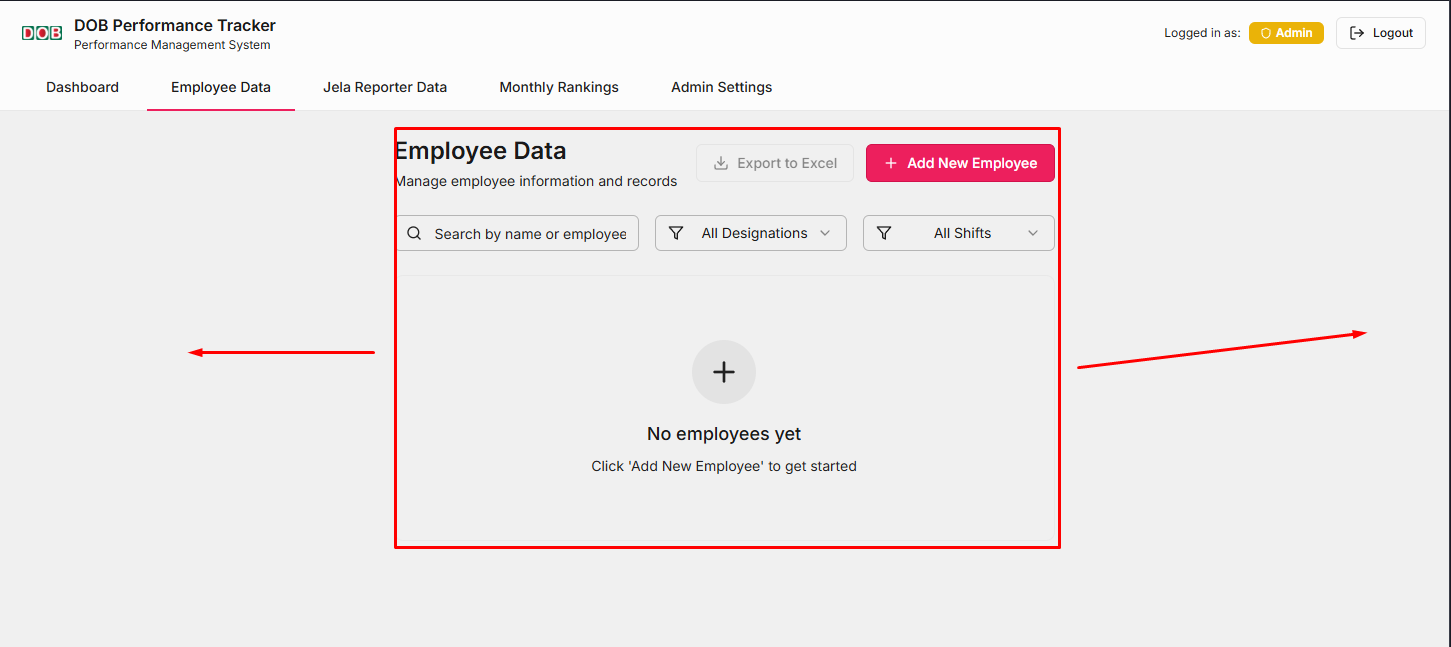 DOB
DOB Performance Tracker
Performance Management System
Logged in as:
Admin
Logout
Dashboard
Employee Data
Jela Reporter Data
Monthly Rankings
Admin Settings
Employee Data
Manage employee information and records
Export to Excel
Add New Employee
Search by name or employee
All Designations
All Shifts
No employees yet
Click 'Add New Employee' to get started